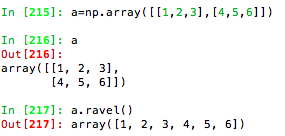 In [215]: a=np.array([[1,2,3],[4,5,6]])
In [216]: a
Out[216]:
array([[1, 2, 3],
       [4, 5, 6]])
In [217]: a.ravel()
Out[217]: array([1, 2, 3, 4, 5, 6])